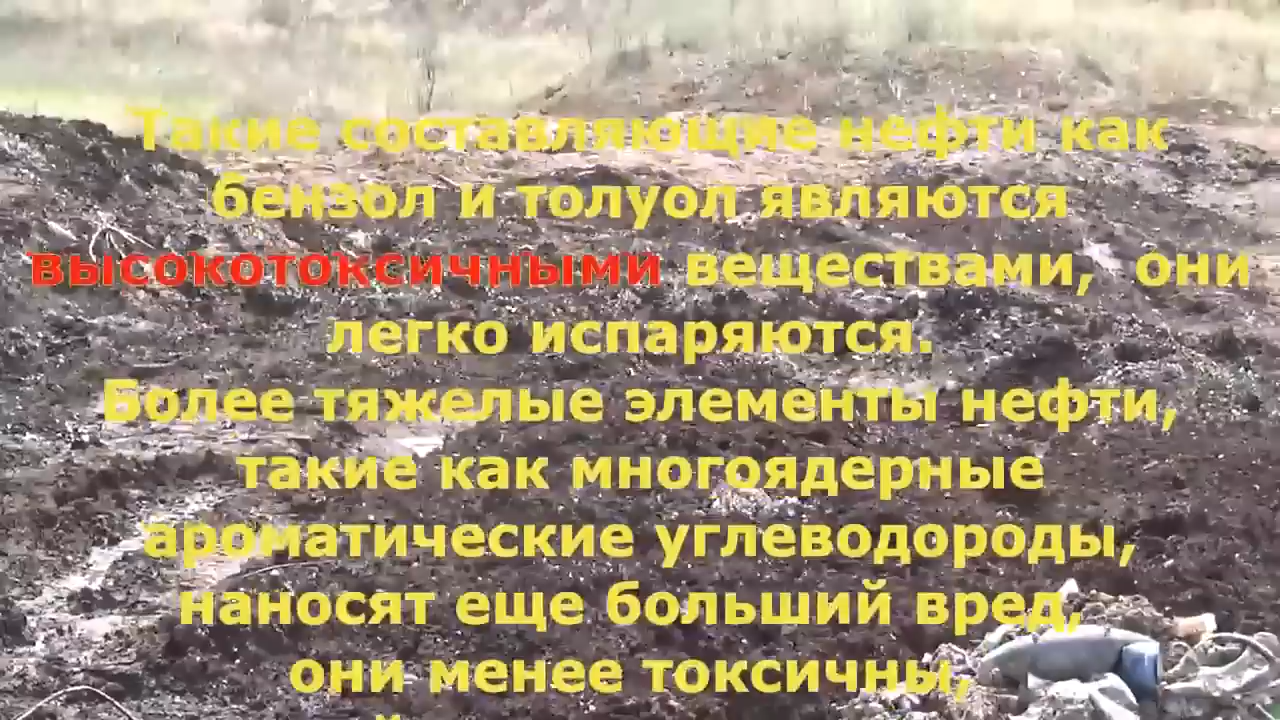 Такие составляющие нефти как
бензол и толуол являются
высокотоксичными веществами, они
легко испаряются.
Более тяжелые элементы нефти,
такие как многоядерные
ароматические углеводороды,
наносят еще больший вред,
они менее токсичны,